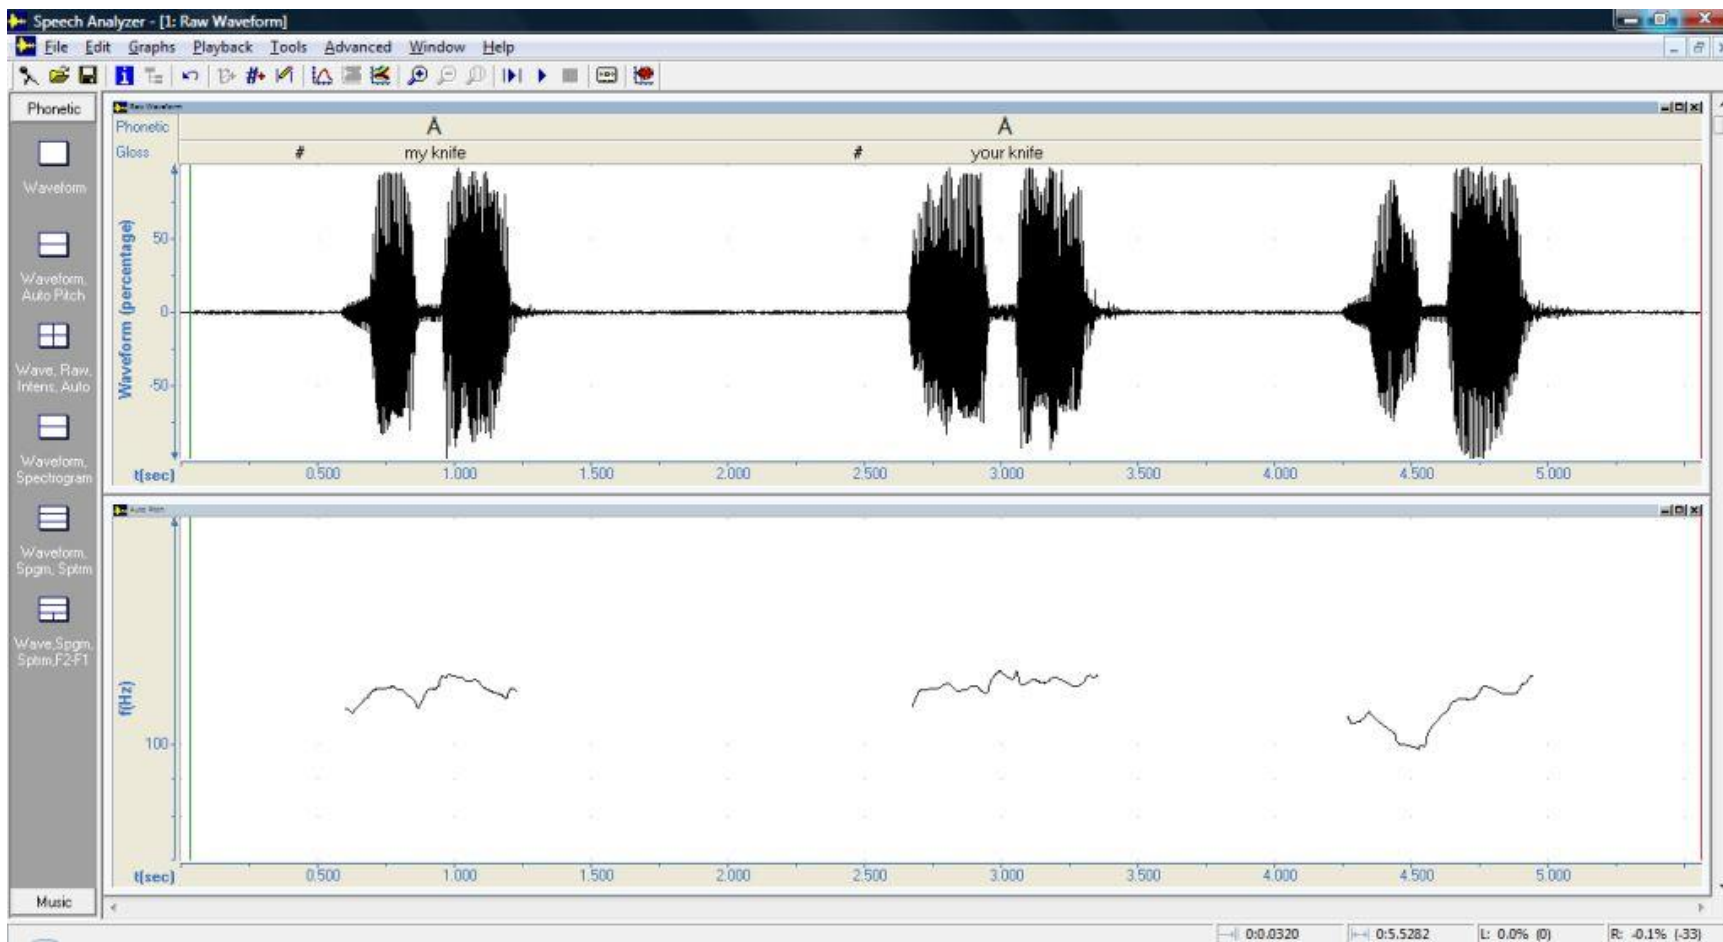 Speech Analyzer - [1: Raw Waveform]
File Edit Graphs Playback Tools Advanced Window Help
Phonetic
Waveform
Waveform,
Auto Pitch
Wave, Raw,
Intens, Auto
Waveform,
Spectrogram
Waveform,
Spgm, Sptrm
Wave,Spgm,
Sptrm,F2-F1
Music
Raw Waveform
Phonetic Å Å
Gloss # my knife # your knife
Waveform (percentage)
50
0
-50
t(sec) 0.500 1.000 1.500 2.000 2.500 3.000 3.500 4.000 4.500 5.000
Auto Pitch
f(Hz)
100
t(sec) 0.500 1.000 1.500 2.000 2.500 3.000 3.500 4.000 4.500 5.000
0:0.0320 0:5.5282 L: 0.0% (0) R: -0.1% (-33)